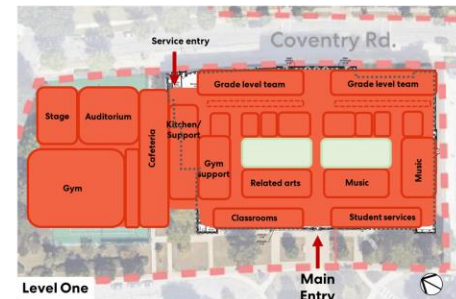 Coventry Rd.
Service entry
Grade level team
Grade level team
Stage
Auditorium
Cafeteria
Kitchen/
Support
Gym
support
Music
Gym
Related arts
Music
Classrooms
Student services
Level One
Main
Entry